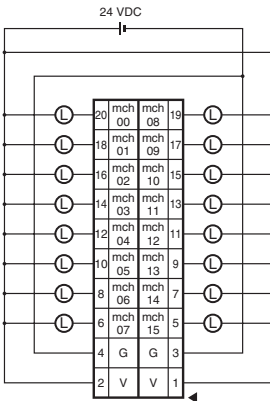 24 VDC
L 20 mch 00 mch 08 19 L
L 18 mch 01 mch 09 17 L
L 16 mch 02 mch 10 15 L
L 14 mch 03 mch 11 13 L
L 12 mch 04 mch 12 11 L
L 10 mch 05 mch 13 9 L
L 8 mch 06 mch 14 7 L
L 6 mch 07 mch 15 5 L
4 G G 3
2 V V 1